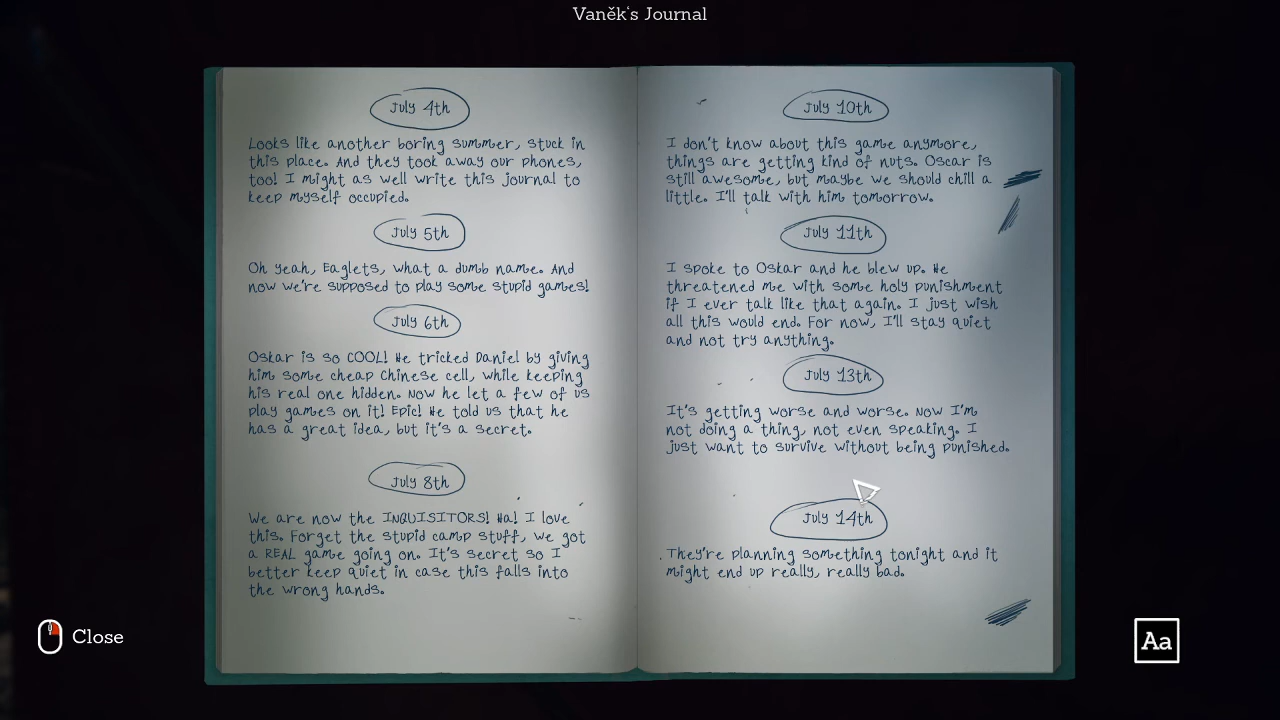 Vaněk's Journal
July 4th
Looks like another boring summer, stuck in
this place. And they took away our phones,
too! I might as well write this journal to
keep myself occupied.
July 5th
Oh yeah, Eaglets, what a dumb name. And
now we're supposed to play some stupid games!
July 6th
Oskar is so COOL! He tricked Daniel by giving
him some cheap Chinese cell, while keeping
his real one hidden. Now he let a few of us
play games on it! Epic! He told us that he
has a great idea, but it's a secret.
July 8th
We are now the INQUISITORS! Ha! I love
this. Forget the stupid camp stuff, we got
a REAL game going on. It's secret so I
better keep quiet in case this falls into
the wrong hands.
July 10th
I don't know about this game anymore,
things are getting kind of nuts. Oscar is
still awesome, but maybe we should chill a
little. I'll talk with him tomorrow.
July 11th
I spoke to Oskar and he blew up. He
threatened me with some holy punishment
if I ever talk like that again. I just wish
all this would end. For now, I'll stay quiet
and not try anything.
July 13th
It's getting worse and worse. Now I'm
not doing a thing, not even speaking. I
just want to survive without being punished.
July 14th
They're planning something tonight and it
might end up really, really bad.
Close
Aa